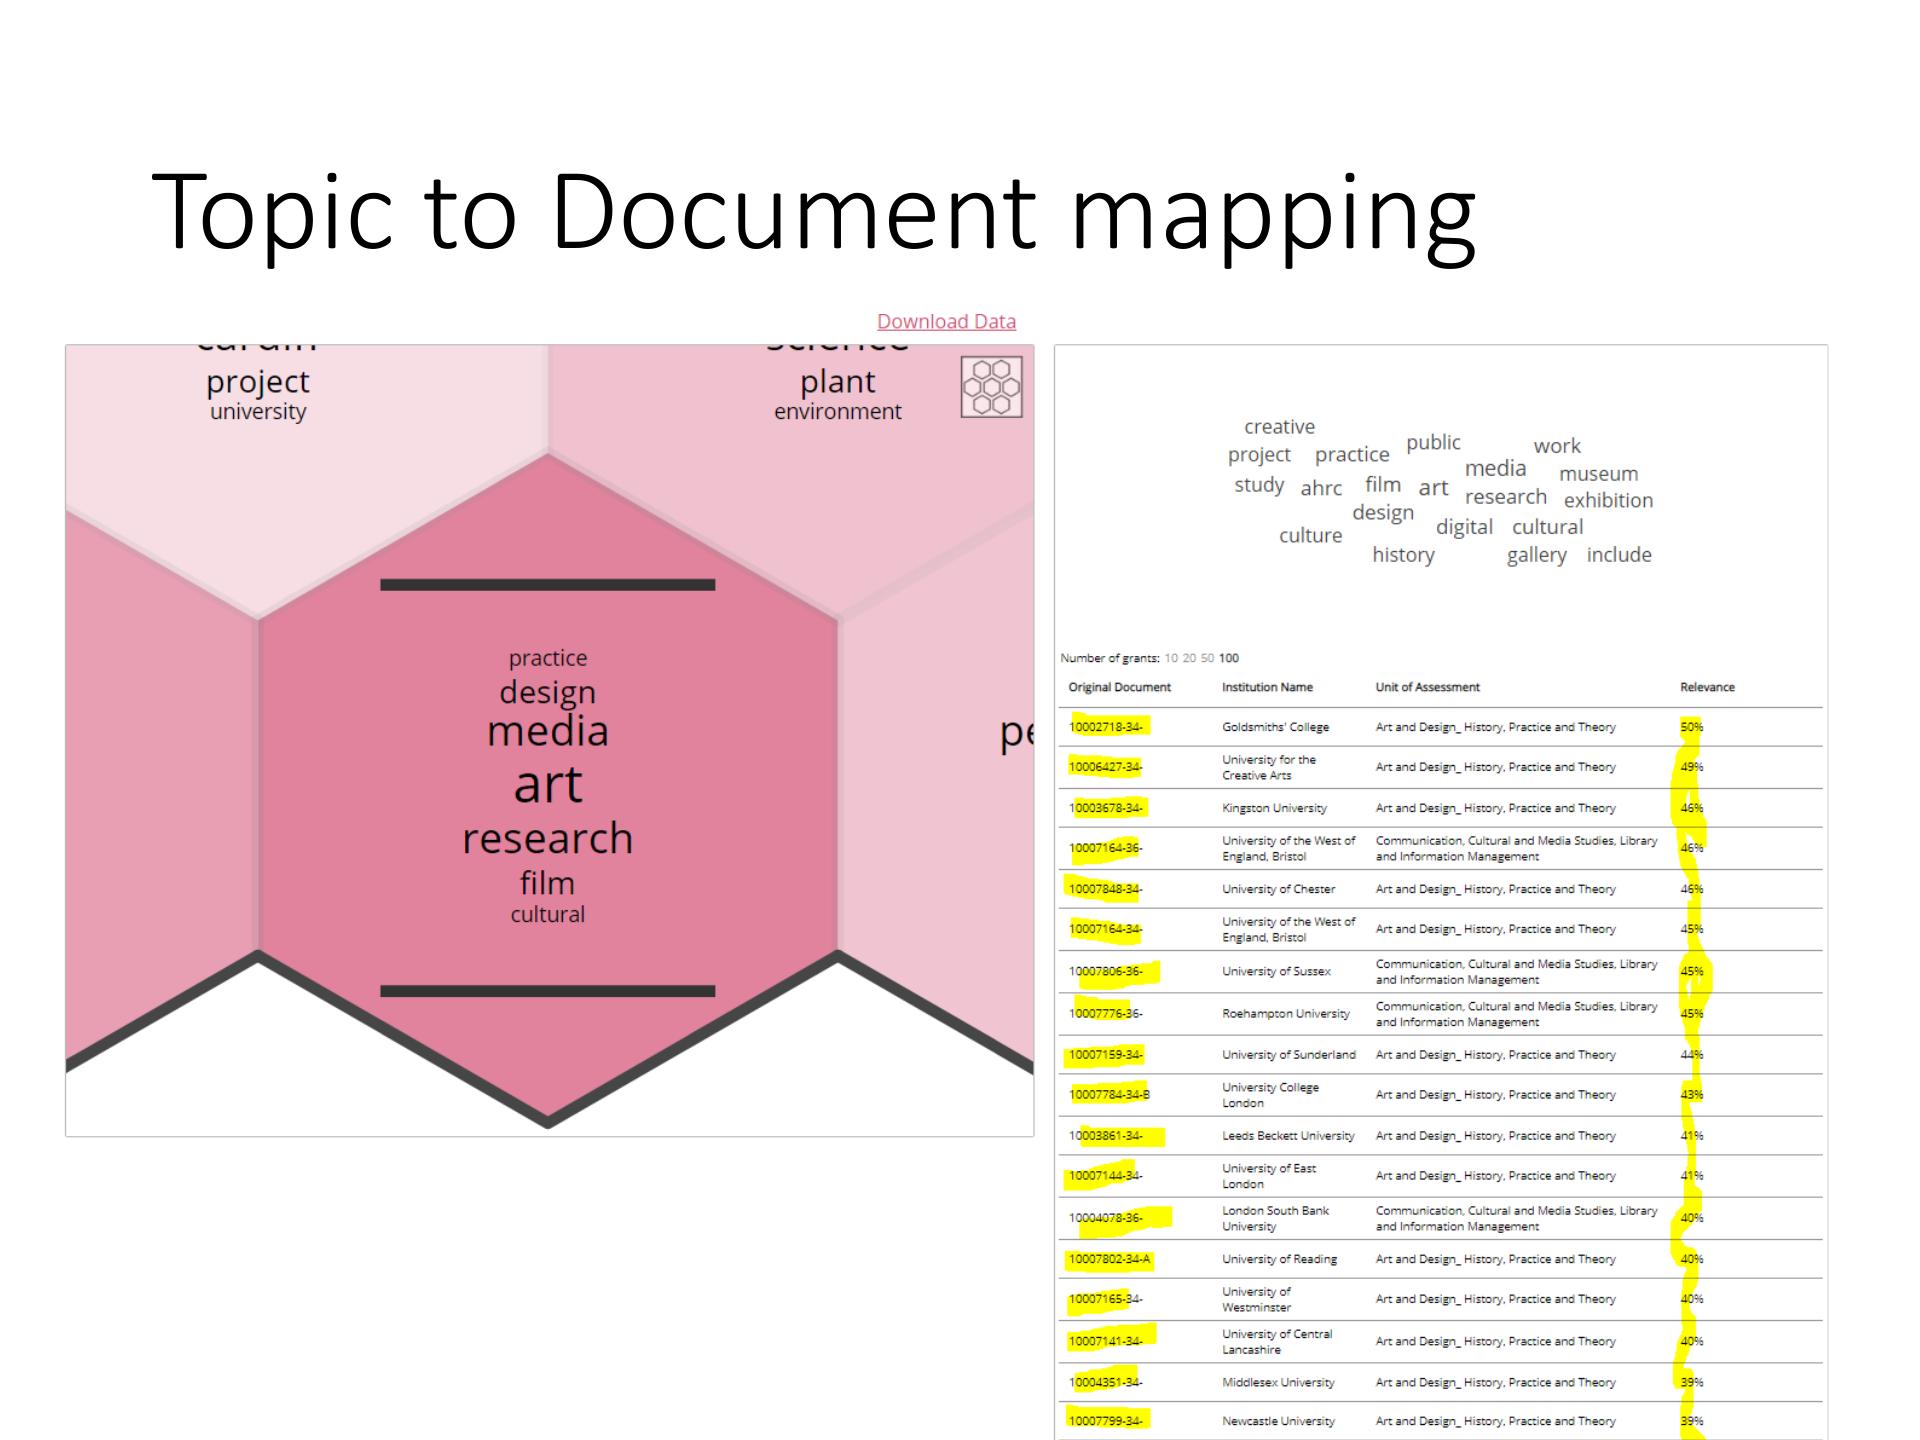 Topic to Document mapping
Download Data
project
university
plant
environment
practice
design
media
art
research
film
cultural
creative
public
work
project practice
media
museum
study ahrc film art
research exhibition
design
culture
digital cultural
history
gallery include
Number of grants: 10 20 50 100
Original Document Institution Name Unit of Assessment Relevance
10002718-34- Goldsmiths' College Art and Design_ History, Practice and Theory 50%
10006427-34- University for the Art and Design_ History, Practice and Theory 49%
Creative Arts
10003678-34- Kingston University Art and Design_ History, Practice and Theory 46%
10007164-36- University of the West of Communication, Cultural and Media Studies, Library 46%
England, Bristol and Information Management
10007848-34- University of Chester Art and Design_ History, Practice and Theory 46%
10007164-34- University of the West of Art and Design_ History, Practice and Theory 45%
England, Bristol
10007806-36- University of Sussex Communication, Cultural and Media Studies, Library 45%
and Information Management
10007776-36- Roehampton University Communication, Cultural and Media Studies, Library 45%
and Information Management
10007159-34- University of Sunderland Art and Design_ History, Practice and Theory 44%
10007784-34-B University College Art and Design_ History, Practice and Theory 43%
London
10003861-34- Leeds Beckett University Art and Design_ History, Practice and Theory 41%
10007144-34- University of East Art and Design_ History, Practice and Theory 41%
London
10004078-36- London South Bank Communication, Cultural and Media Studies, Library 40%
University and Information Management
10007802-34-A University of Reading Art and Design_ History, Practice and Theory 40%
10007165-34- University of Art and Design_ History, Practice and Theory 40%
Westminster
10007141-34- University of Central Art and Design_ History, Practice and Theory 40%
Lancashire
10004351-34- Middlesex University Art and Design_ History, Practice and Theory 39%
10007799-34- Newcastle University Art and Design_ History, Practice and Theory 39%